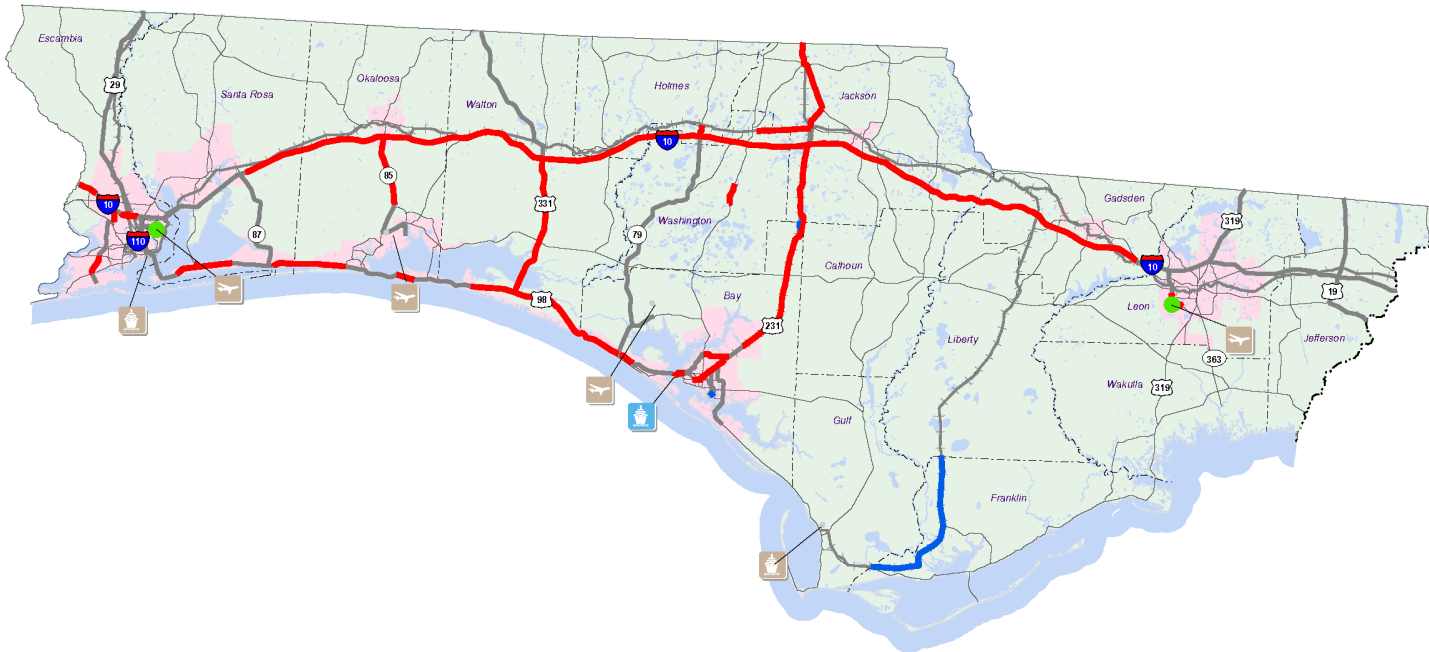 Escambia
29
Santa Rosa
Okaloosa
Walton
Holmes
Jackson
10
85
331
79
Washington
10
110
87
98
Bay
231
Calhoun
Gadsden
319
10
19
Leon
Liberty
363
Jefferson
Wakulla
319
Gulf
Franklin